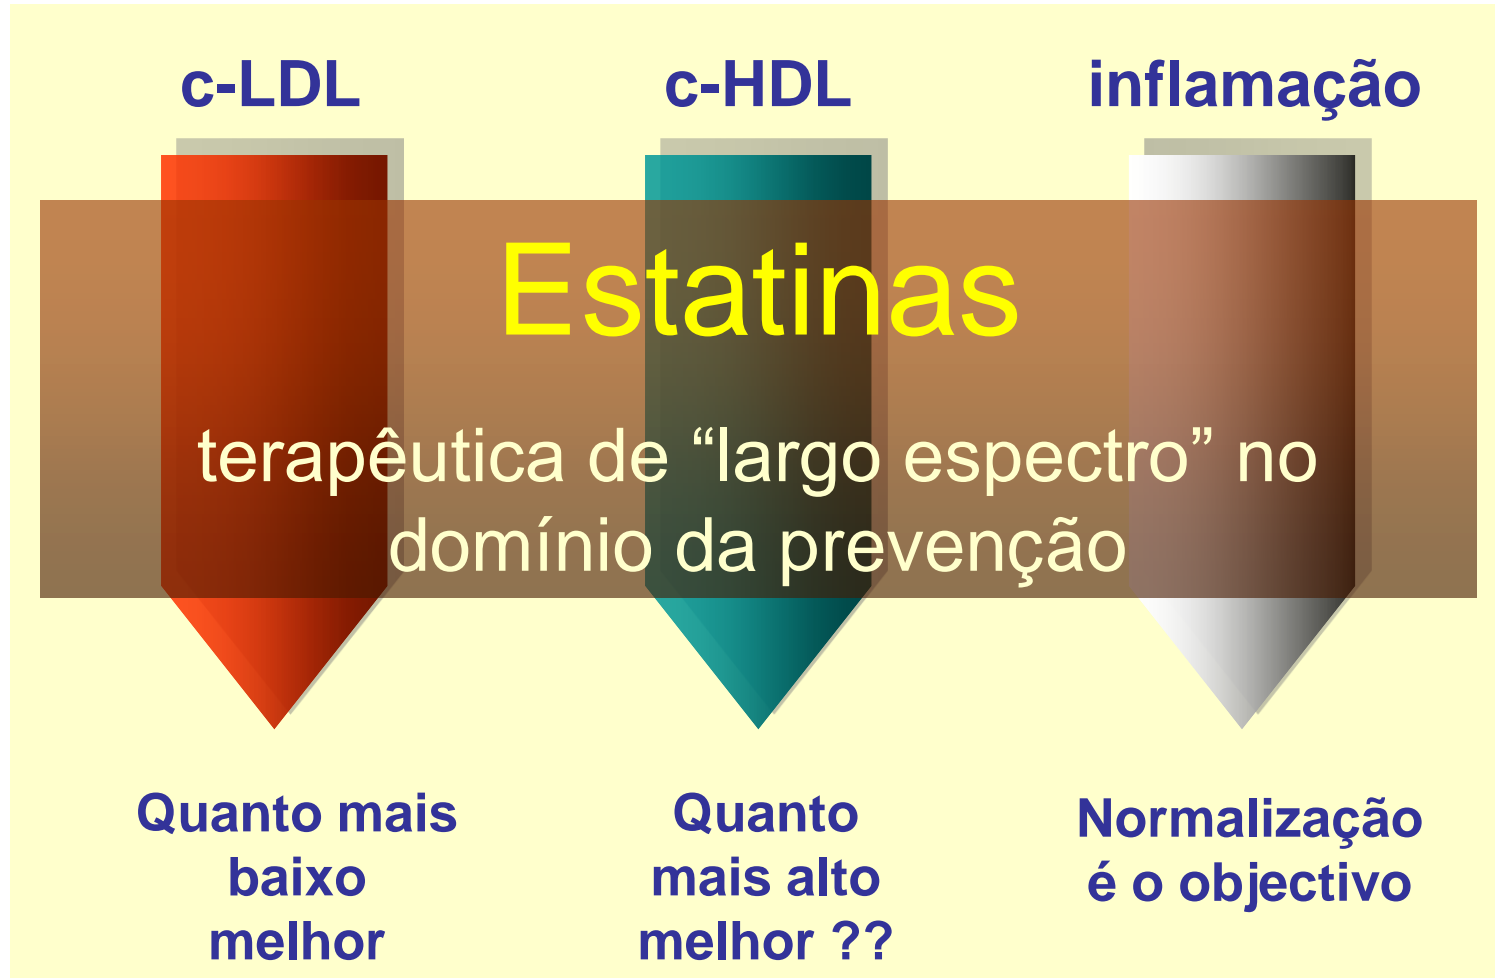 c-LDL
c-HDL
inflamação
Estatinas
terapêutica de “largo espectro” no
domínio da prevenção
Quanto mais
baixo
melhor
Quanto
mais alto
melhor ??
Normalização
é o objectivo